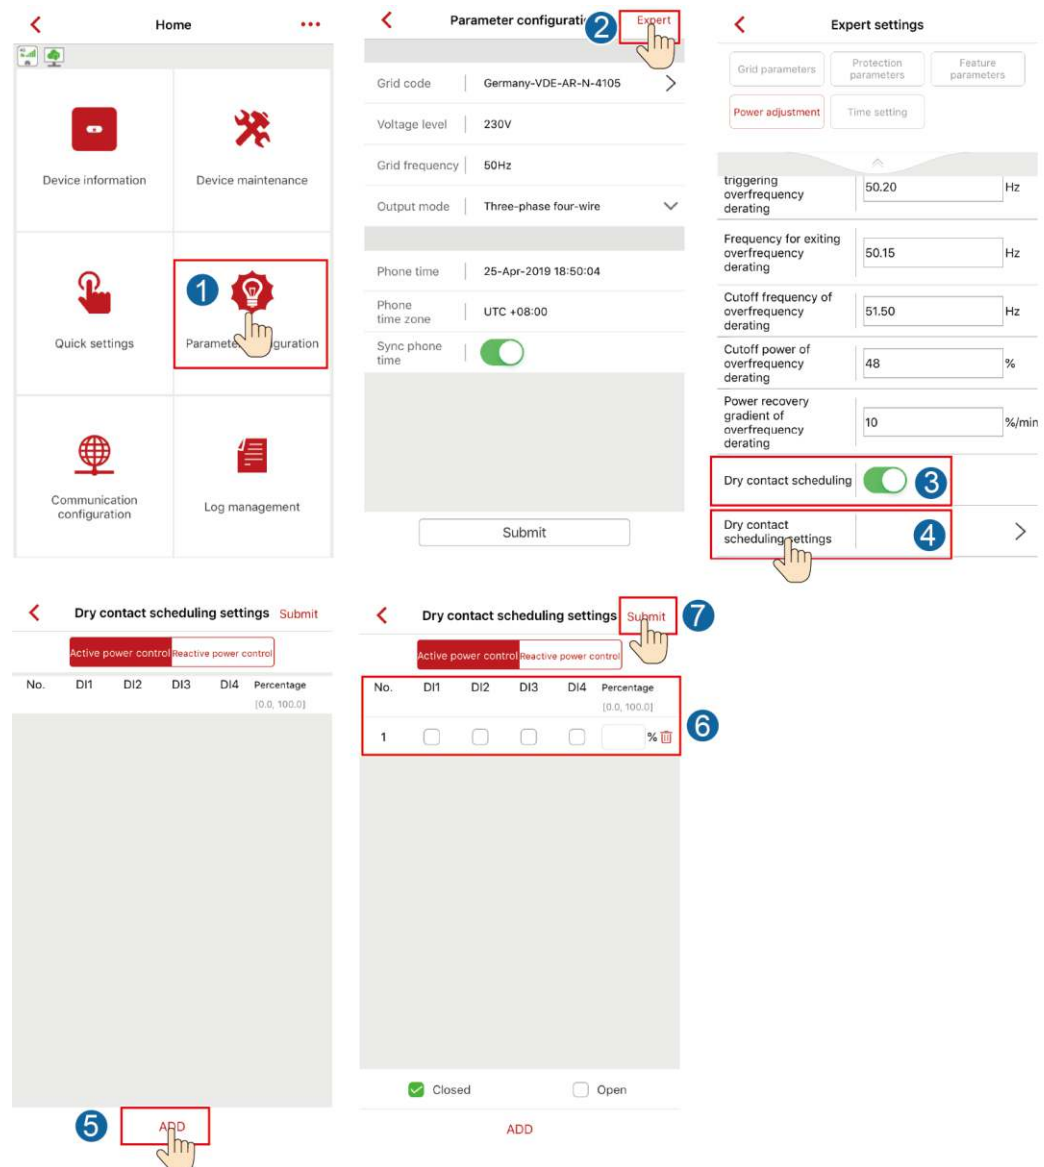 Home
Device information
Device maintenance
1
Quick settings
Parameter configuration
Communication
configuration
Log management
Parameter configuration
2
Expert
Grid code
Germany-VDE-AR-N-4105
Voltage level
230V
Grid frequency
50Hz
Output mode
Three-phase four-wire
Phone time
25-Apr-2019 18:50:04
Phone
time zone
UTC +08:00
Sync phone
time
Submit
Expert settings
Grid parameters
Protection
parameters
Feature
parameters
Power adjustment
Time setting
triggering
overfrequency
derating
50.20
Hz
Frequency for exiting
overfrequency
derating
50.15
Hz
Cutoff frequency of
overfrequency
derating
51.50
Hz
Cutoff power of
overfrequency
derating
48
%
Power recovery
gradient of
overfrequency
derating
10
%/min
Dry contact scheduling
3
Dry contact
scheduling settings
4
Dry contact scheduling settings
Submit
Active power control
Reactive power control
No.
DI1
DI2
DI3
DI4
Percentage
[0.0, 100.0]
5
ADD
Dry contact scheduling settings
Submit
7
Active power control
Reactive power control
No.
DI1
DI2
DI3
DI4
Percentage
[0.0, 100.0]
1
%
6
Closed
Open
ADD